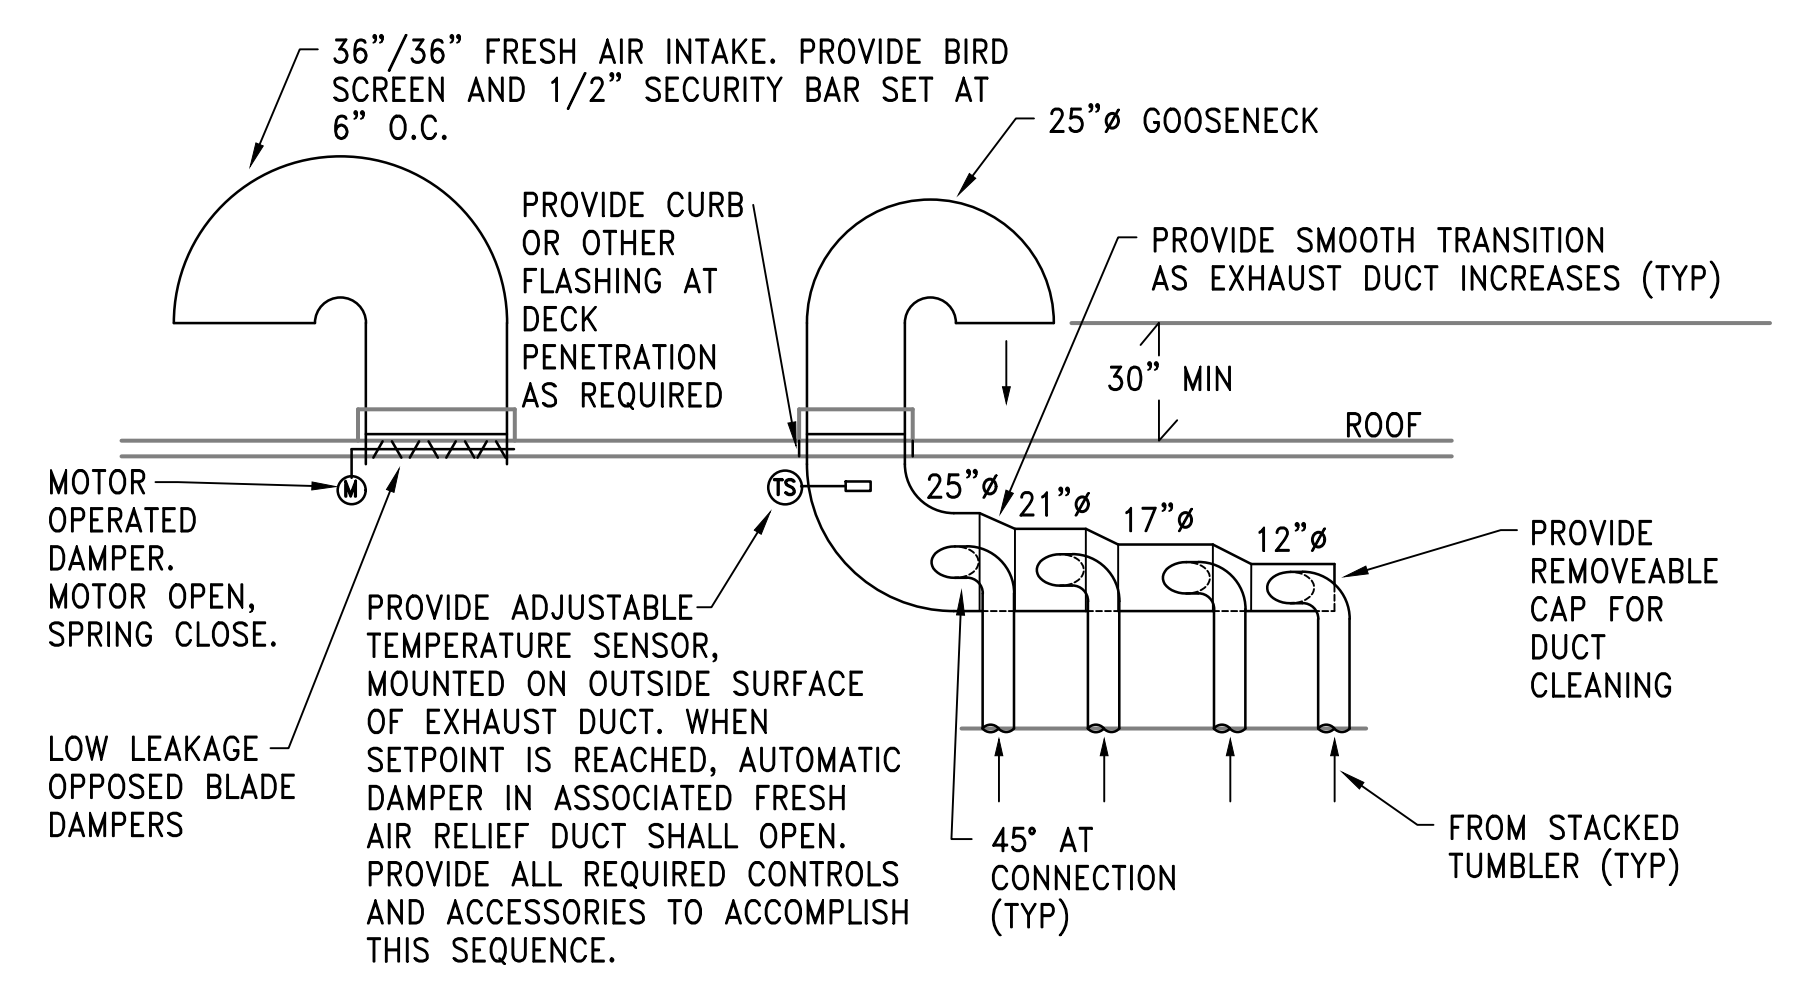 36”/36” FRESH AIR INTAKE. PROVIDE BIRD
SCREEN AND 1/2” SECURITY BAR SET AT
6” O.C.
25”ø GOOSENECK
PROVIDE CURB
OR OTHER
FLASHING AT
DECK
PENETRATION
AS REQUIRED
PROVIDE SMOOTH TRANSITION
AS EXHAUST DUCT INCREASES (TYP)
30” MIN
ROOF
MOTOR
OPERATED
DAMPER.
MOTOR OPEN,
SPRING CLOSE.
M
TS
25”ø
21”ø
17”ø
12”ø
PROVIDE
REMOVEABLE
CAP FOR
DUCT
CLEANING
PROVIDE ADJUSTABLE
TEMPERATURE SENSOR,
MOUNTED ON OUTSIDE SURFACE
OF EXHAUST DUCT. WHEN
SETPOINT IS REACHED, AUTOMATIC
DAMPER IN ASSOCIATED FRESH
AIR RELIEF DUCT SHALL OPEN.
PROVIDE ALL REQUIRED CONTROLS
AND ACCESSORIES TO ACCOMPLISH
THIS SEQUENCE.
LOW LEAKAGE
OPPOSED BLADE
DAMPERS
45° AT
CONNECTION
(TYP)
FROM STACKED
TUMBLER (TYP)